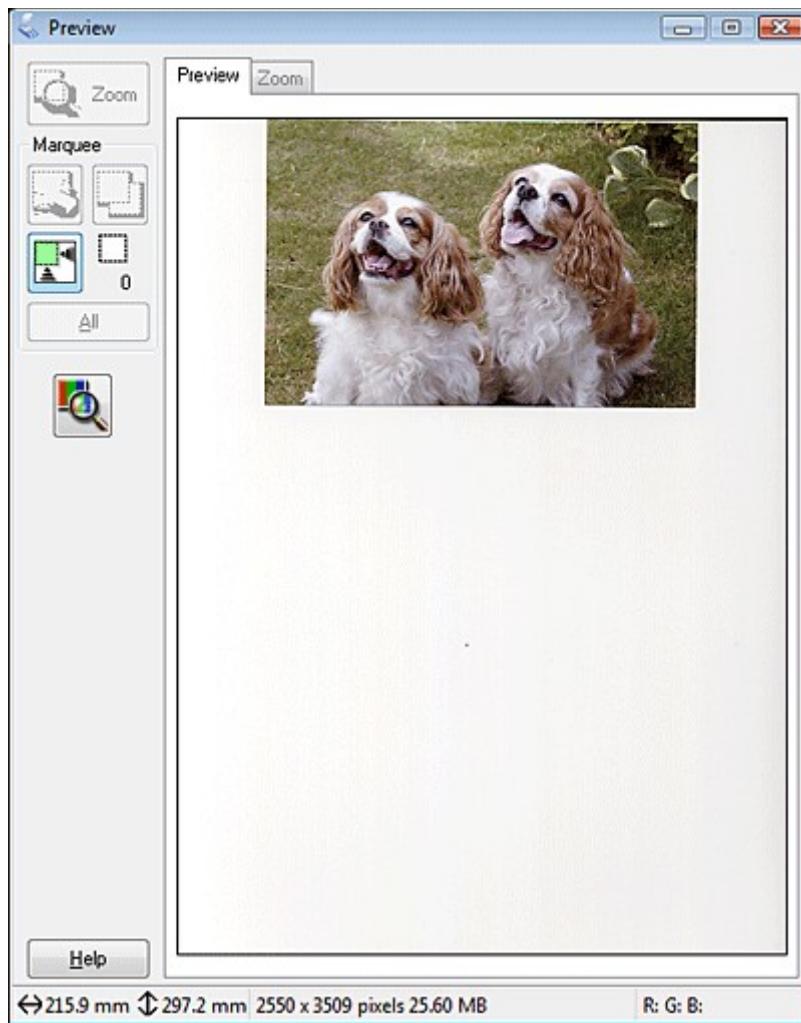 Preview
Zoom
Preview Zoom
Marquee
0
All
Help
215.9 mm 297.2 mm 2550 x 3509 pixels 25.60 MB R: G: B: